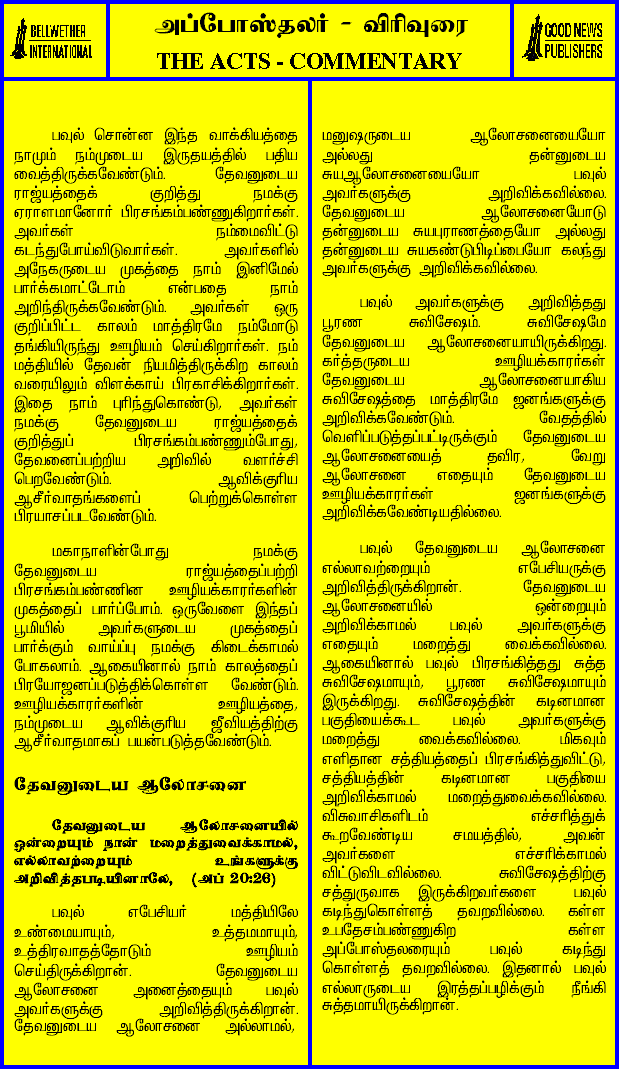 BELLWETHER
INTERNATIONAL
அப்போஸ்தலர் - விரிவுரை
THE ACTS - COMMENTARY
GOOD NEWS
PUBLISHERS
பவுல் சொன்ன இந்த வாக்கியத்தை
நாமும் நம்முடைய இருதயத்தில் பதிய
வைத்திருக்கவேண்டும். தேவனுடைய
ராஜ்யத்தைக் குறித்து நமக்கு
ஏராளமானோர் பிரசங்கம்பண்ணுகிறார்கள்.
அவர்கள் நம்மைவிட்டு
கடந்துபோய்விடுவார்கள். அவர்களில்
அநேகருடைய முகத்தை நாம் இனிமேல்
பார்க்கமாட்டோம் என்பதை நாம்
அறிந்திருக்கவேண்டும். அவர்கள் ஒரு
குறிப்பிட்ட காலம் மாத்திரமே நம்மோடு
தங்கியிருந்து ஊழியம் செய்கிறார்கள். நம்
மத்தியில் தேவன் நியமித்திருக்கிற காலம்
வரையிலும் விளக்காய் பிரகாசிக்கிறார்கள்.
இதை நாம் புரிந்துகொண்டு, அவர்கள்
நமக்கு தேவனுடைய ராஜ்யத்தைக்
குறித்துப் பிரசங்கம்பண்ணும்போது,
தேவனைப்பற்றிய அறிவில் வளர்ச்சி
பெறவேண்டும். ஆவிக்குரிய
ஆசீர்வாதங்களைப் பெற்றுக்கொள்ள
பிரயாசப்படவேண்டும்.
மகாநாளின்போது நமக்கு
தேவனுடைய ராஜ்யத்தைப்பற்றி
பிரசங்கம்பண்ணின ஊழியக்காரர்களின்
முகத்தைப் பார்ப்போம். ஒருவேளை இந்தப்
பூமியில் அவர்களுடைய முகத்தைப்
பார்க்கும் வாய்ப்பு நமக்கு கிடைக்காமல்
போகலாம். ஆகையினால் நாம் காலத்தைப்
பிரயோஜனப்படுத்திக்கொள்ள வேண்டும்.
ஊழியக்காரர்களின் ஊழியத்தை,
நம்முடைய ஆவிக்குரிய ஜீவியத்திற்கு
ஆசீர்வாதமாகப் பயன்படுத்தவேண்டும்.
தேவனுடைய ஆலோசனை
தேவனுடைய ஆலோசனையில்
ஒன்றையும் நான் மறைத்துவைக்காமல்,
எல்லாவற்றையும் உங்களுக்கு
அறிவித்தபடியினாலே, (அப் 20:26)
பவுல் எபேசியர் மத்தியிலே
உண்மையாயும், உத்தமமாயும்,
உத்திரவாதத்தோடும் ஊழியம்
செய்திருக்கிறான். தேவனுடைய
ஆலோசனை அனைத்தையும் பவுல்
அவர்களுக்கு அறிவித்திருக்கிறான்.
தேவனுடைய ஆலோசனை அல்லாமல்,
மனுஷருடைய ஆலோசனையையோ
அல்லது தன்னுடைய
சுயஆலோசனையையோ பவுல்
அவர்களுக்கு அறிவிக்கவில்லை.
தேவனுடைய ஆலோசனையோடு
தன்னுடைய சுயபுராணத்தையோ அல்லது
தன்னுடைய சுயகண்டுபிடிப்பையோ கலந்து
அவர்களுக்கு அறிவிக்கவில்லை.
பவுல் அவர்களுக்கு அறிவித்தது
பூரண சுவிசேஷம். சுவிசேஷமே
தேவனுடைய ஆலோசனையாயிருக்கிறது.
கர்த்தருடைய ஊழியக்காரர்கள்
தேவனுடைய ஆலோசனையாகிய
சுவிசேஷத்தை மாத்திரமே ஜனங்களுக்கு
அறிவிக்கவேண்டும். வேதத்தில்
வெளிப்படுத்தப்பட்டிருக்கும் தேவனுடைய
ஆலோசனையைத் தவிர, வேறு
ஆலோசனை எதையும் தேவனுடைய
ஊழியக்காரர்கள் ஜனங்களுக்கு
அறிவிக்கவேண்டியதில்லை.
பவுல் தேவனுடைய ஆலோசனை
எல்லாவற்றையும் எபேசியருக்கு
அறிவித்திருக்கிறான். தேவனுடைய
ஆலோசனையில் ஒன்றையும்
அறிவிக்காமல் பவுல் அவர்களுக்கு
எதையும் மறைத்து வைக்கவில்லை.
ஆகையினால் பவுல் பிரசங்கித்தது சுத்த
சுவிசேஷமாயும், பூரண சுவிசேஷமாயும்
இருக்கிறது. சுவிசேஷத்தின் கடினமான
பகுதியைக்கூட பவுல் அவர்களுக்கு
மறைத்து வைக்கவில்லை. மிகவும்
எளிதான சத்தியத்தைப் பிரசங்கித்துவிட்டு,
சத்தியத்தின் கடினமான பகுதியை
அறிவிக்காமல் மறைத்துவைக்கவில்லை.
விசுவாசிகளிடம் எச்சரித்துக்
கூறவேண்டிய சமயத்தில், அவன்
அவர்களை எச்சரிக்காமல்
விட்டுவிடவில்லை. சுவிசேஷத்திற்கு
சத்துருவாக இருக்கிறவர்களை பவுல்
கடிந்துகொள்ளத் தவறவில்லை. கள்ள
உபதேசம்பண்ணுகிற கள்ள
அப்போஸ்தலரையும் பவுல் கடிந்து
கொள்ளத் தவறவில்லை. இதனால் பவுல்
எல்லாருடைய இரத்தப்பழிக்கும் நீங்கி
சுத்தமாயிருக்கிறான்.